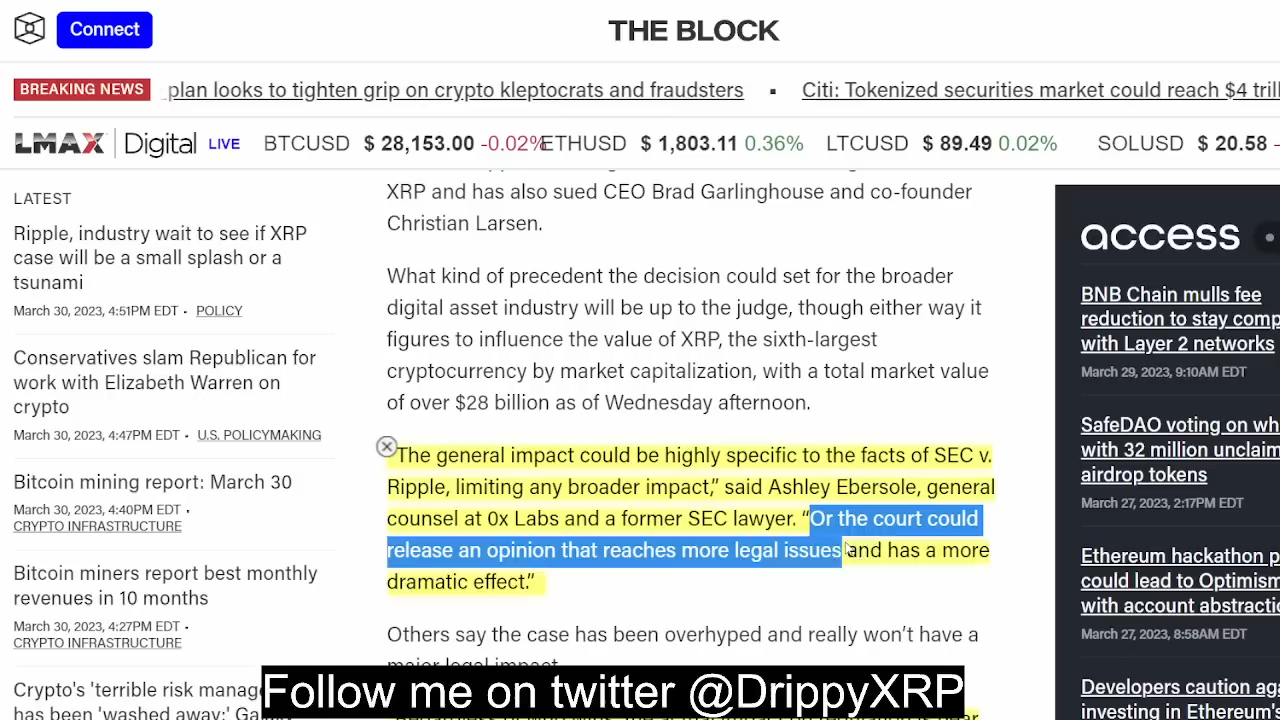 Connect
THE BLOCK
BREAKING NEWS
plan looks to tighten grip on crypto kleptocrats and fraudsters ▪ Citi: Tokenized securities market could reach $4
LMAX Digital LIVE BTCUSD $ 28,153.00 -0.02% ETHUSD $ 1,803.11 0.36% LTCUSD $ 89.49 0.02% SOLUSD $ 20.58
LATEST
Ripple, industry wait to see if XRP
case will be a small splash or a
tsunami
March 30, 2023, 4:51PM EDT • POLICY
Conservatives slam Republican for
work with Elizabeth Warren on
crypto
March 30, 2023, 4:47PM EDT • U.S. POLICYMAKING
Bitcoin mining report: March 30
March 30, 2023, 4:40PM EDT •
CRYPTO INFRASTRUCTURE
Bitcoin miners report best monthly
revenues in 10 months
March 30, 2023, 4:27PM EDT •
CRYPTO INFRASTRUCTURE
Crypto's 'terrible risk
has been 'washed away:'
XRP and has also sued CEO Brad Garlinghouse and co-founder
Christian Larsen.
What kind of precedent the decision could set for the broader
digital asset industry will be up to the judge, though either way it
figures to influence the value of XRP, the sixth-largest
cryptocurrency by market capitalization, with a total market value
of over $28 billion as of Wednesday afternoon.
“The general impact could be highly specific to the facts of SEC v.
Ripple, limiting any broader impact,” said Ashley Ebersole, general
counsel at 0x Labs and a former SEC lawyer. “Or the court could
release an opinion that reaches more legal issues and has a more
dramatic effect.”
Others say the case has been overhyped and really won’t have a
major legal impact.
access
BNB Chain mulls fee
reduction to stay
with Layer 2 networks
March 29, 2023, 9:10AM EDT
SafeDAO voting on
with 32 million
airdrop tokens
March 27, 2023, 2:17PM EDT
Ethereum hackathon
could lead to
with account
March 27, 2023, 8:58AM EDT
Developers caution
investing in Ethereum's
Follow me on twitter @DrippyXRP